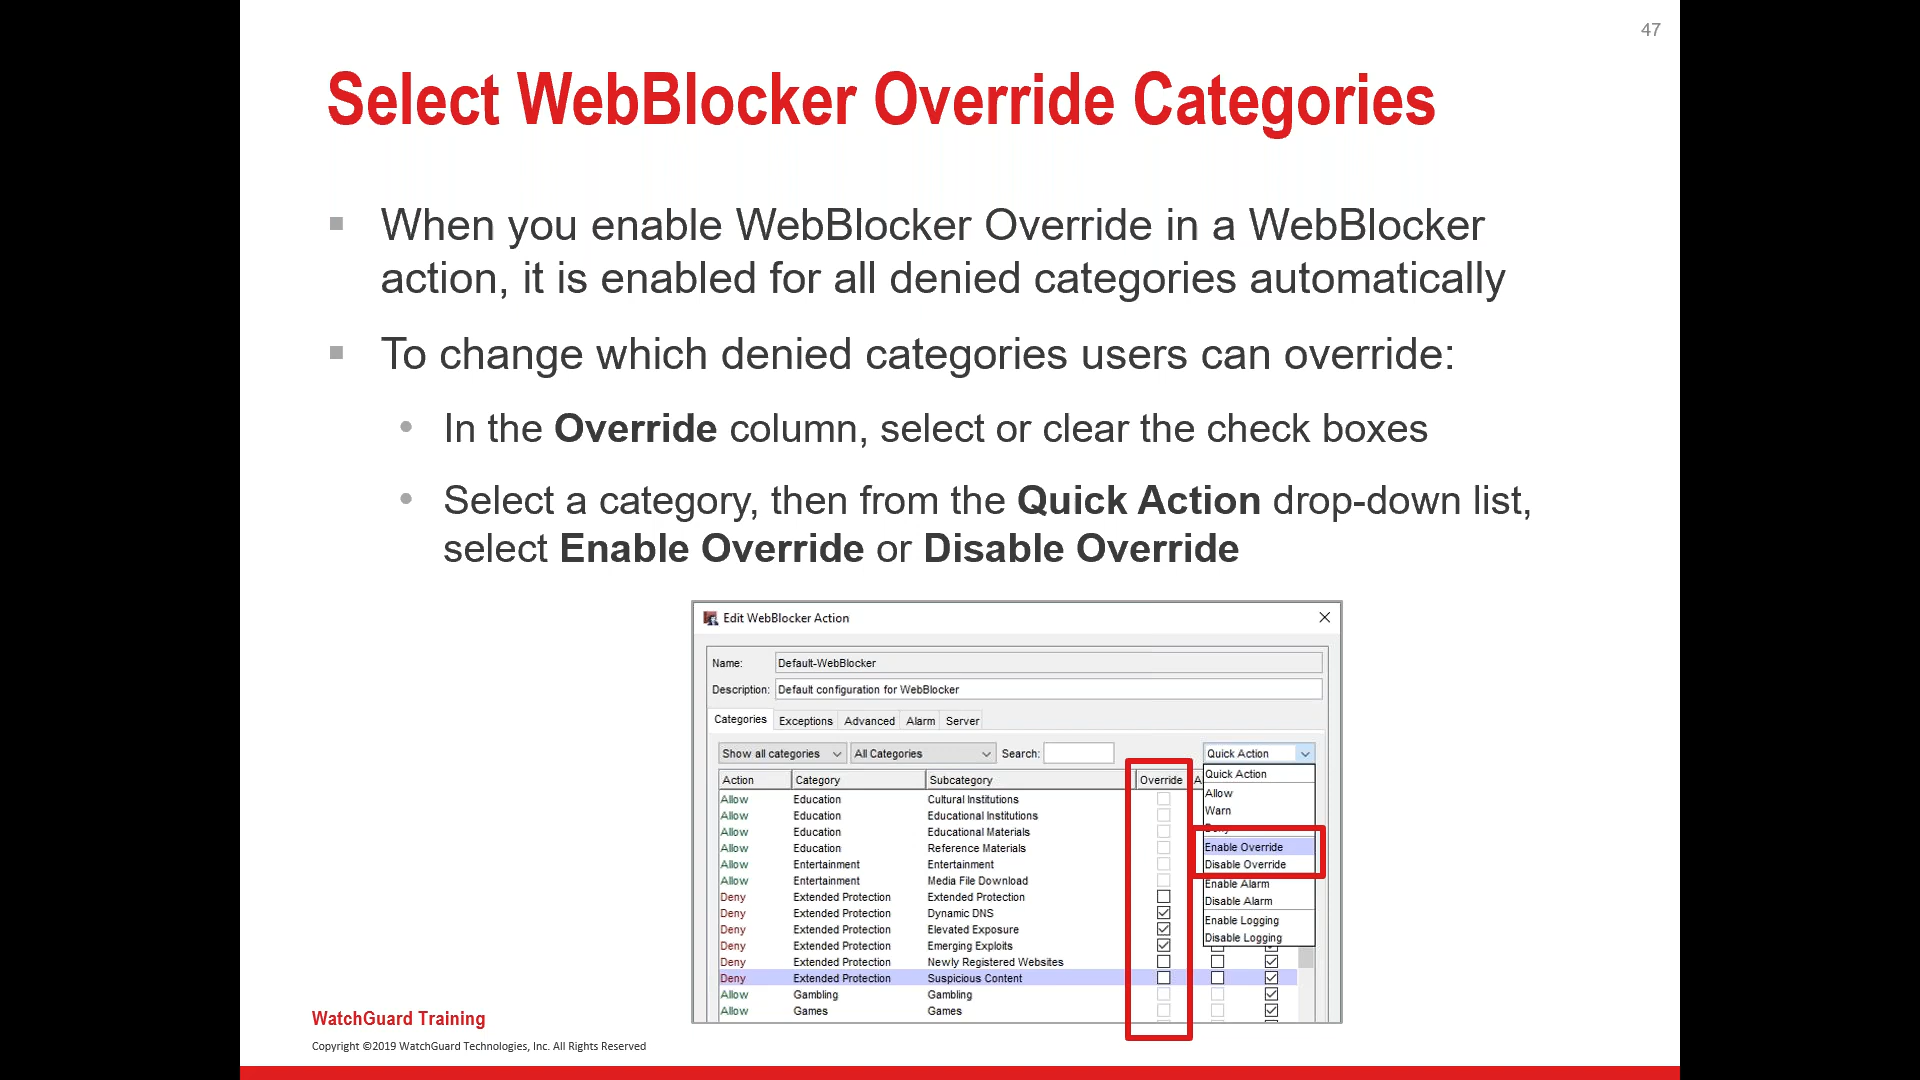 47
Select WebBlocker Override Categories
When you enable WebBlocker Override in a WebBlocker
action, it is enabled for all denied categories automatically
To change which denied categories users can override:
In the Override column, select or clear the check boxes
Select a category, then from the Quick Action drop-down list,
select Enable Override or Disable Override
Edit WebBlocker Action
Name: Default-WebBlocker
Description: Default configuration for WebBlocker
Categories Exceptions Advanced Alarm Server
Show all categories All Categories Search: Quick Action
Action Category Subcategory Override A
Quick Action
Allow
Warn
Deny
Enable Override
Disable Override
Enable Alarm
Disable Alarm
Enable Logging
Disable Logging
Allow Education Cultural Institutions
Allow Education Educational Institutions
Allow Education Educational Materials
Allow Education Reference Materials
Allow Entertainment Entertainment
Allow Entertainment Media File Download
Deny Extended Protection Extended Protection
Deny Extended Protection Dynamic DNS
Deny Extended Protection Elevated Exposure
Deny Extended Protection Emerging Exploits
Deny Extended Protection Newly Registered Websites
Deny Extended Protection Suspicious Content
Allow Gambling Gambling
Allow Games Games
WatchGuard Training
Copyright ©2019 WatchGuard Technologies, Inc. All Rights Reserved